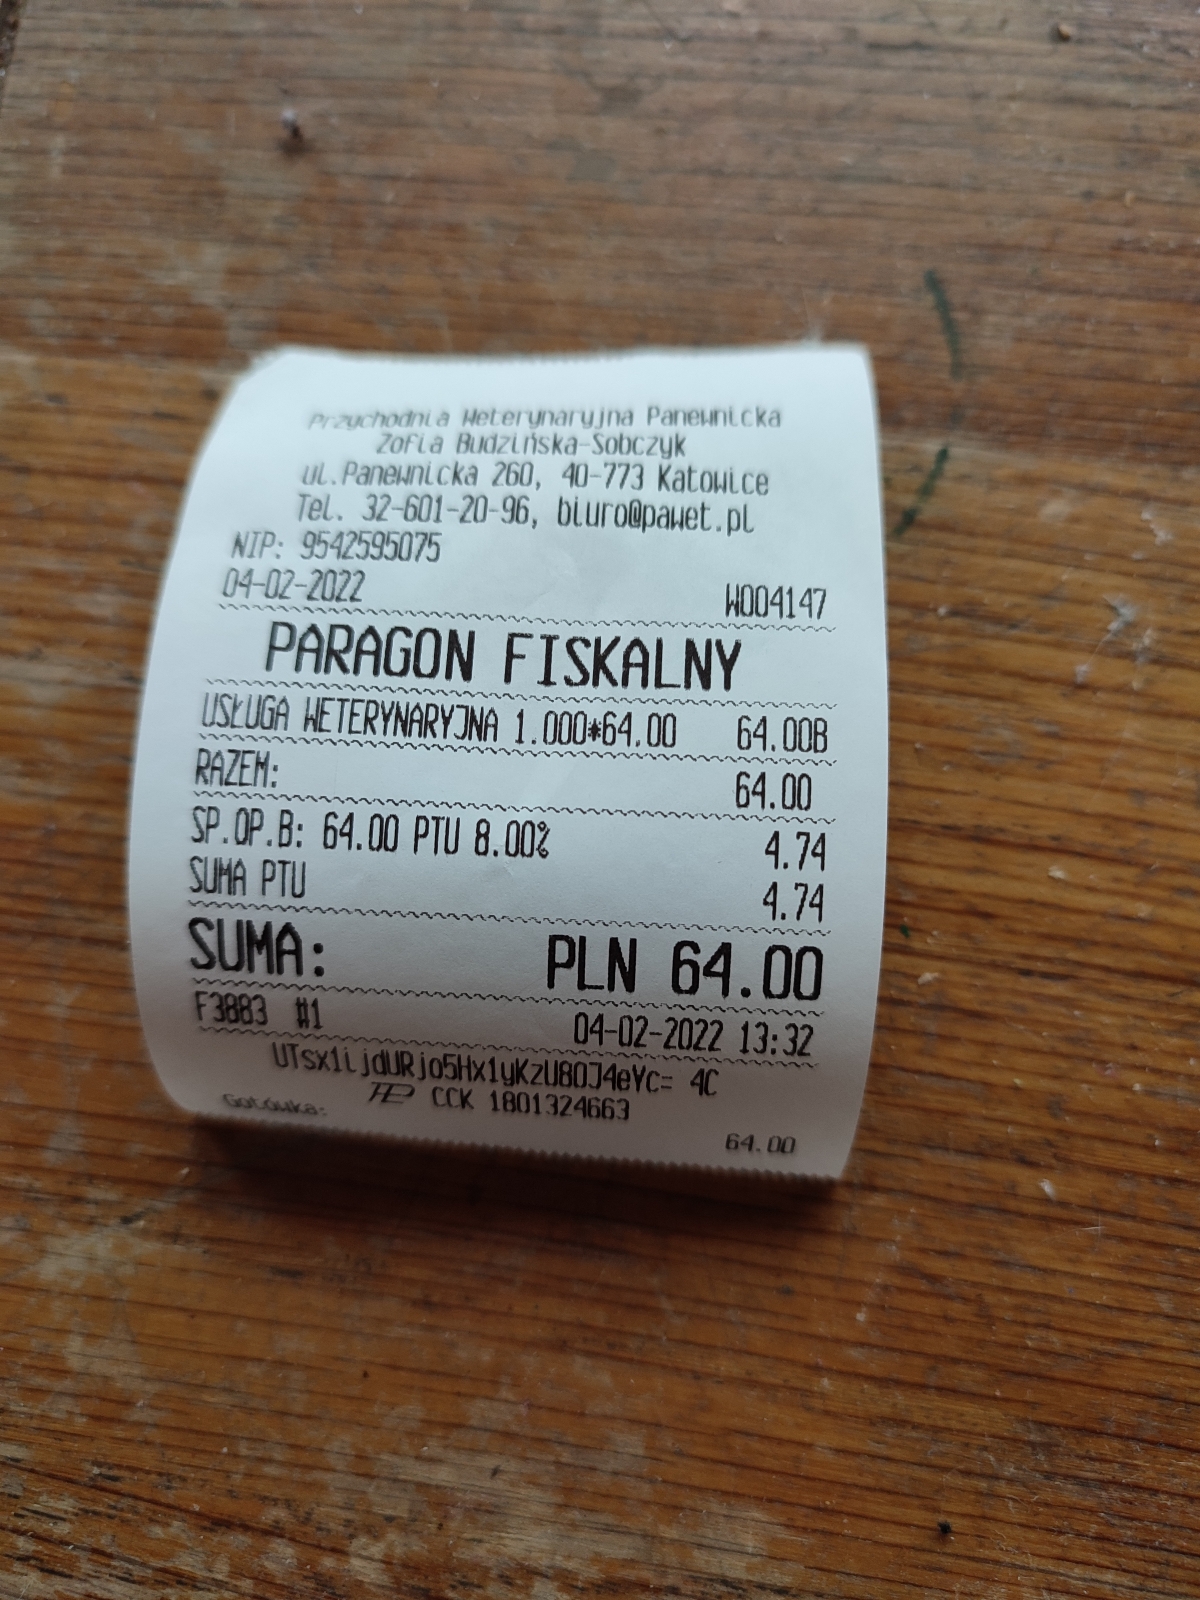 Przychodnia Weterynaryjna Panewnicka
Zofia Budzińska-Sobczyk
ul.Panewnicka 260, 40-773 Katowice
Tel. 32-601-20-96, biuro@pawet.pl
NIP: 9542595075
04-02-2022 W004147
PARAGON FISKALNY
USŁUGA WETERYNARYJNA 1.000*64.00 64.00B
RAZEM: 64.00
SP.OP.B: 64.00 PTU 8.00% 4.74
SUMA PTU 4.74
SUMA: PLN 64.00
F3883 #1 04-02-2022 13:32
UTsx1ijdURjo5Hx1yKzU8OJ4eYc= 4C
CCK 1801324663
Gotówka: 64.00